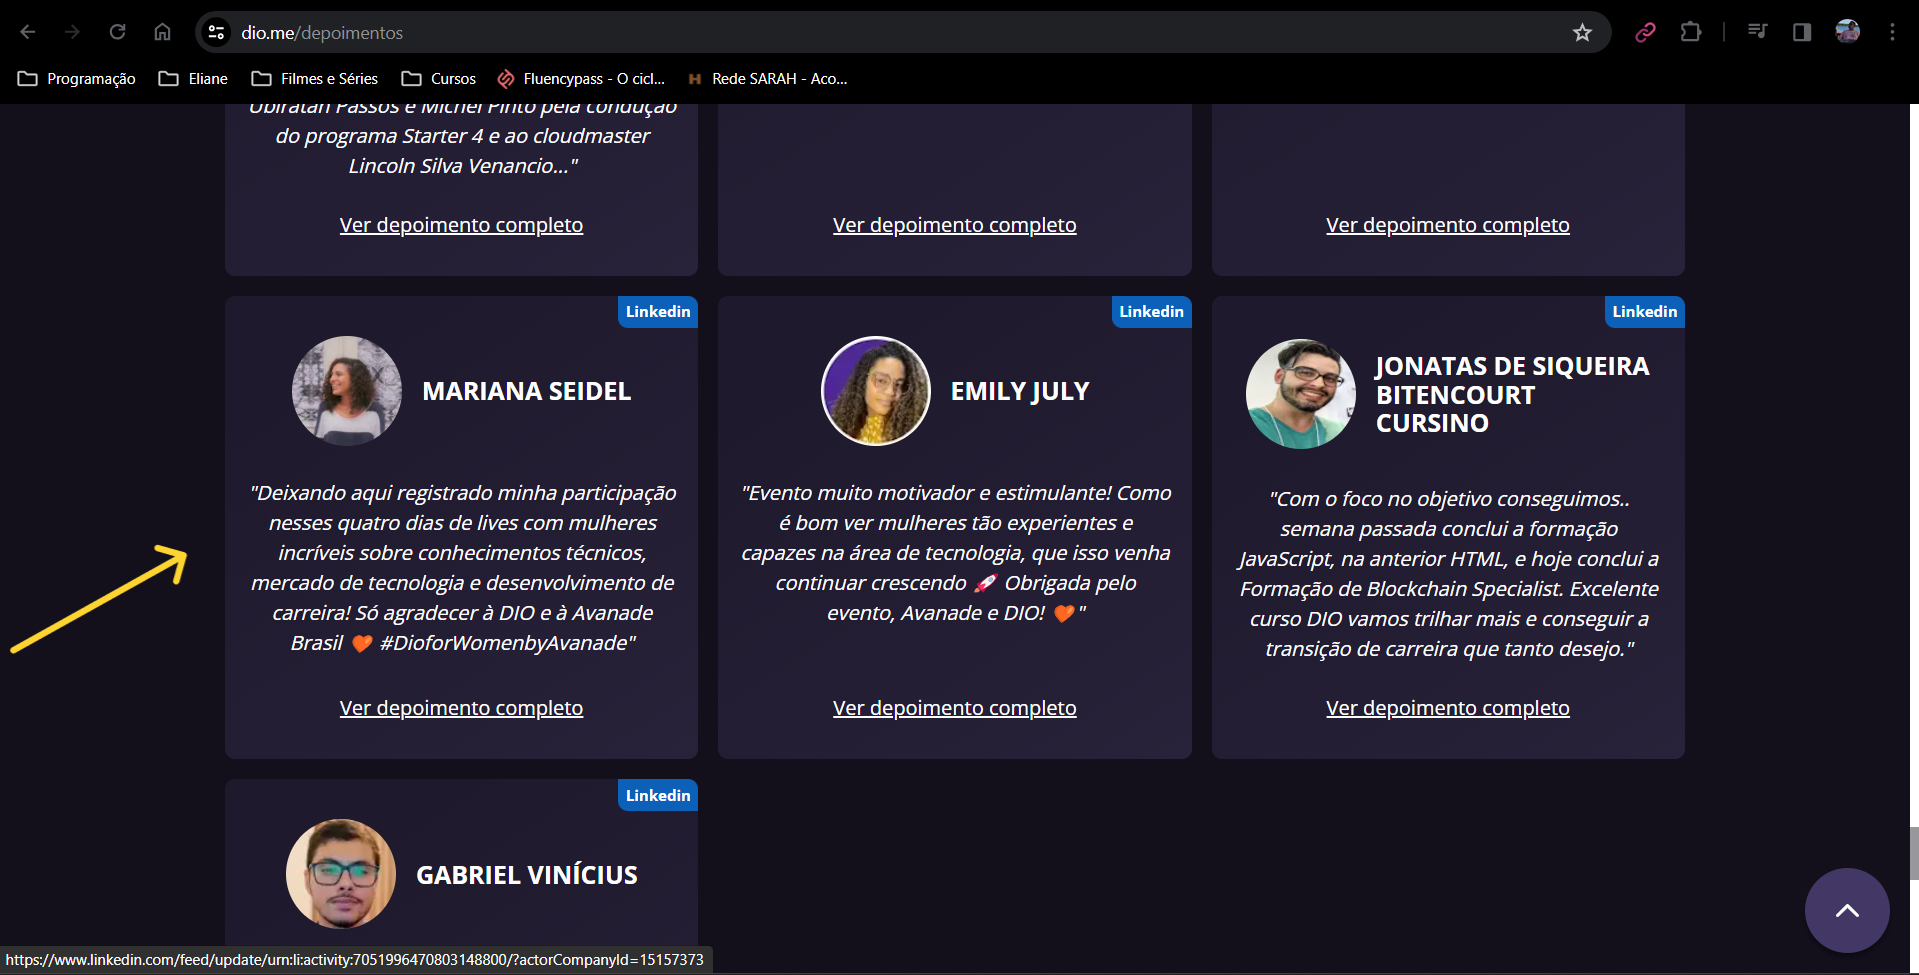 dio.me/depoimentos
Programação
Eliane
Filmes e Séries
Cursos
Fluencypass - O cicl...
Rede SARAH - Aco...
Ubiratan Passos e Michel Pinto pela condução
do programa Starter 4 e ao cloudmaster
Lincoln Silva Venancio..."
Ver depoimento completo
Ver depoimento completo
Ver depoimento completo
Linkedin
MARIANA SEIDEL
"Deixando aqui registrado minha participação
nesses quatro dias de lives com mulheres
incríveis sobre conhecimentos técnicos,
mercado de tecnologia e desenvolvimento de
carreira! Só agradecer à DIO e à Avanade
Brasil 🧡 #DioforWomenbyAvanade"
Ver depoimento completo
Linkedin
EMILY JULY
"Evento muito motivador e estimulante! Como
é bom ver mulheres tão experientes e
capazes na área de tecnologia, que isso venha
continuar crescendo 🚀 Obrigada pelo
evento, Avanade e DIO! 🧡"
Ver depoimento completo
Linkedin
JONATAS DE SIQUEIRA
BITENCOURT
CURSINO
"Com o foco no objetivo conseguimos..
semana passada conclui a formação
JavaScript, na anterior HTML, e hoje conclui a
Formação de Blockchain Specialist. Excelente
curso DIO vamos trilhar mais e conseguir a
transição de carreira que tanto desejo."
Ver depoimento completo
Linkedin
GABRIEL VINÍCIUS
https://www.linkedin.com/feed/update/urn:li:activity:7051996470803148800/?actorCompanyId=15157373